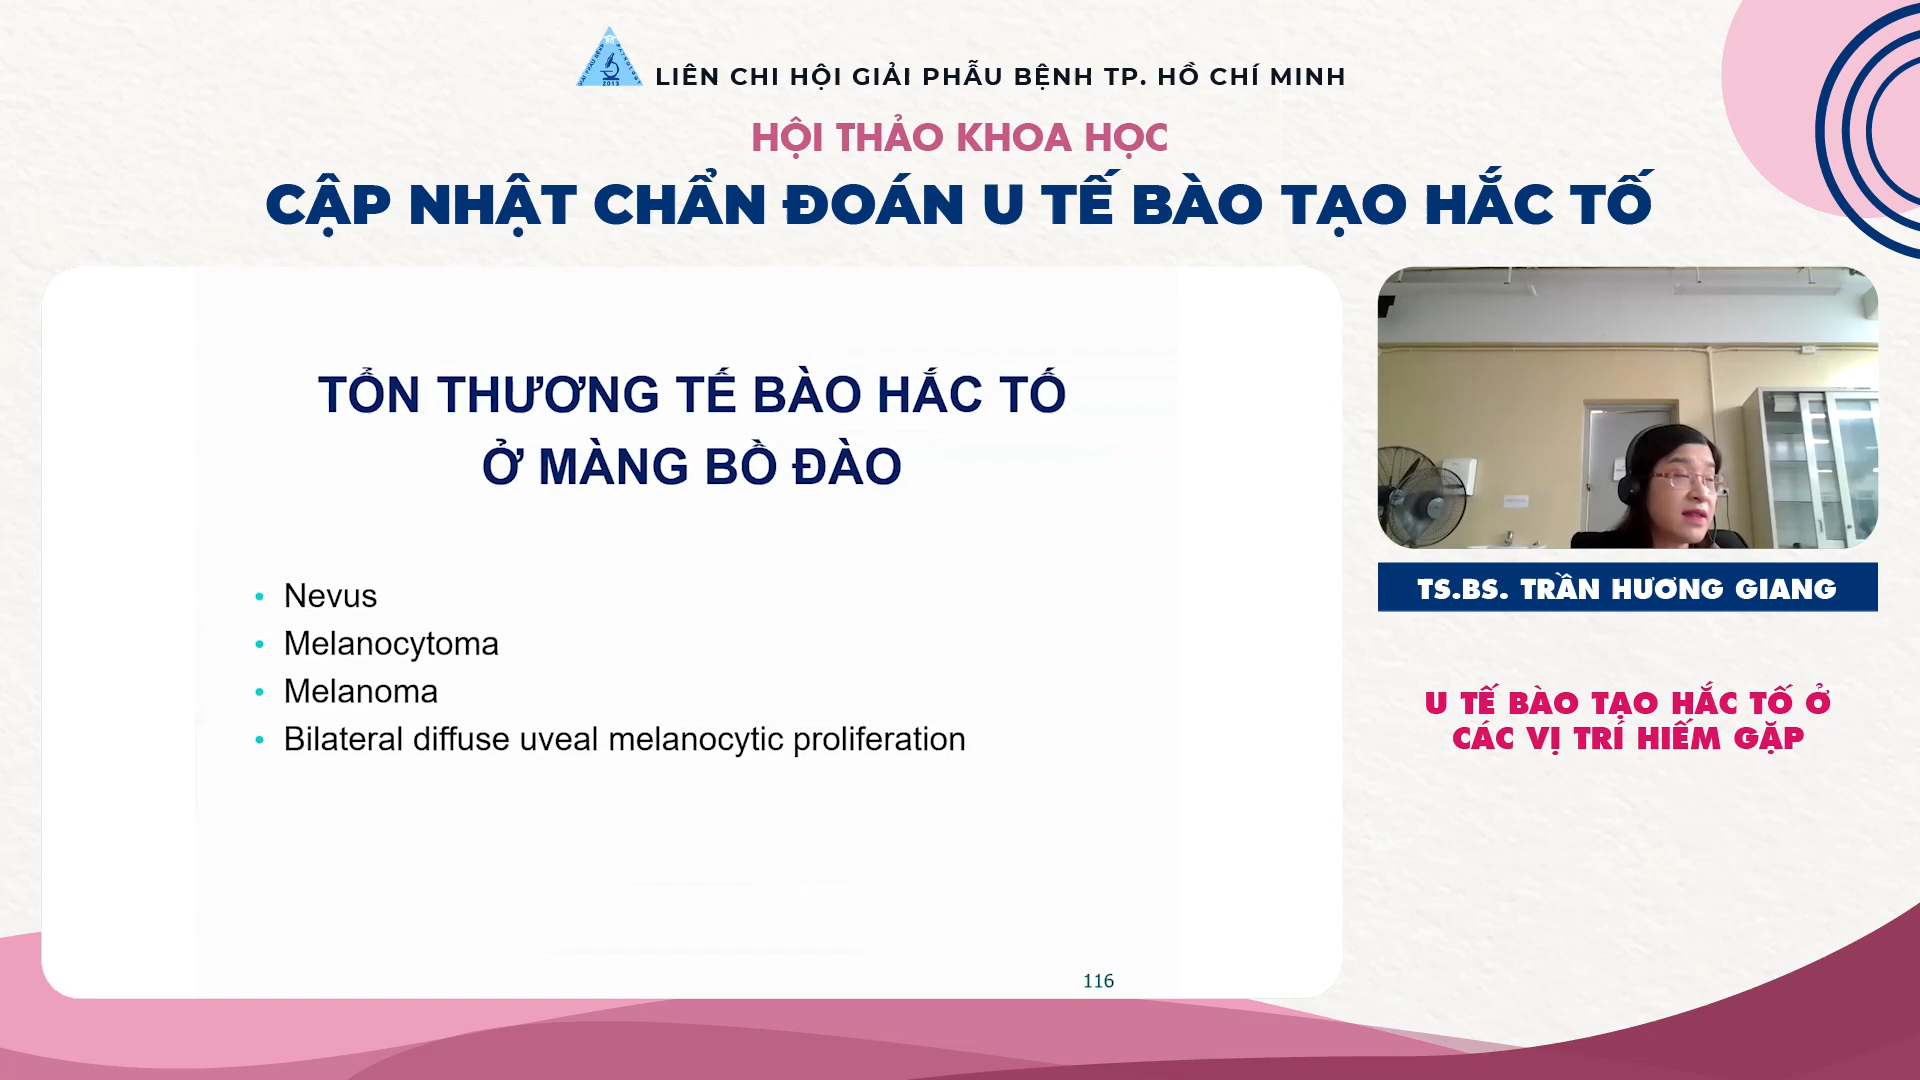 LIÊN CHI HỘI GIẢI PHẪU BỆNH TP. HỒ CHÍ MINH
HỘI THẢO KHOA HỌC
CẬP NHẬT CHẨN ĐOÁN U TẾ BÀO TẠO HẮC TỐ
TỔN THƯƠNG TẾ BÀO HẮC TỐ
Ở MÀNG BỒ ĐÀO
• Nevus
• Melanocytoma
• Melanoma
• Bilateral diffuse uveal melanocytic proliferation
116
TS.BS. TRẦN HƯƠNG GIANG
U TẾ BÀO TẠO HẮC TỐ Ở
CÁC VỊ TRÍ HIẾM GẶP